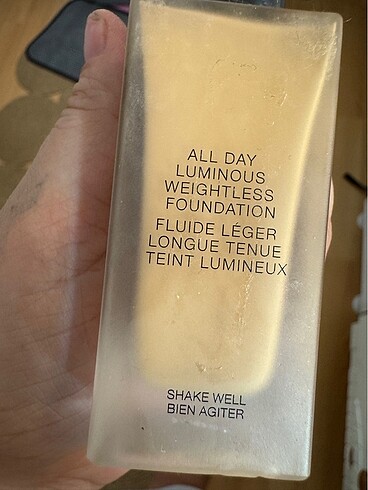 ALL DAY
LUMINOUS
WEIGHTLESS
FOUNDATION
FLUIDE LÉGER
LONGUE TENUE
TEINT LUMINEUX
SHAKE WELL
BIEN AGITER